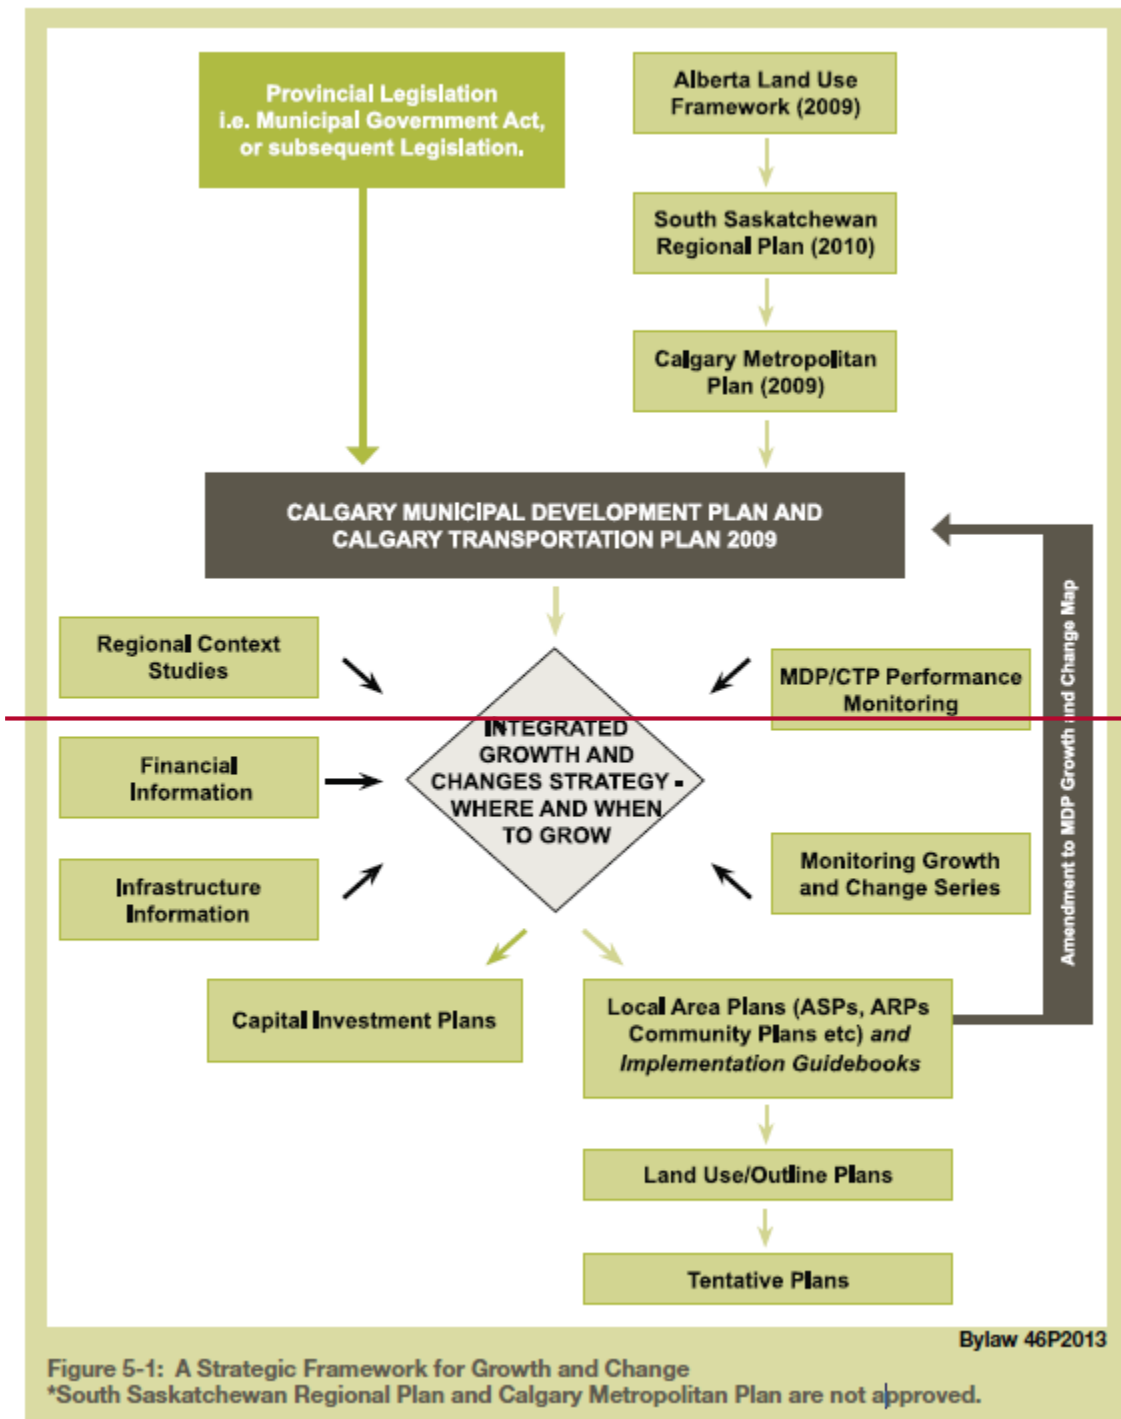 Provincial Legislation
i.e. Municipal Government Act,
or subsequent Legislation.
Alberta Land Use
Framework (2009)
South Saskatchewan
Regional Plan (2010)
Calgary Metropolitan
Plan (2009)
CALGARY MUNICIPAL DEVELOPMENT PLAN AND
CALGARY TRANSPORTATION PLAN 2009
Regional Context
Studies
Financial
Information
Infrastructure
Information
INTEGRATED
GROWTH AND
CHANGES STRATEGY -
WHERE AND WHEN
TO GROW
MDP/CTP Performance
Monitoring
Monitoring Growth
and Change Series
Amendment to MDP Growth and Change Map
Capital Investment Plans
Local Area Plans (ASPs, ARPs
Community Plans etc) and
Implementation Guidebooks
Land Use/Outline Plans
Tentative Plans
Bylaw 46P2013
Figure 5-1: A Strategic Framework for Growth and Change
*South Saskatchewan Regional Plan and Calgary Metropolitan Plan are not approved.